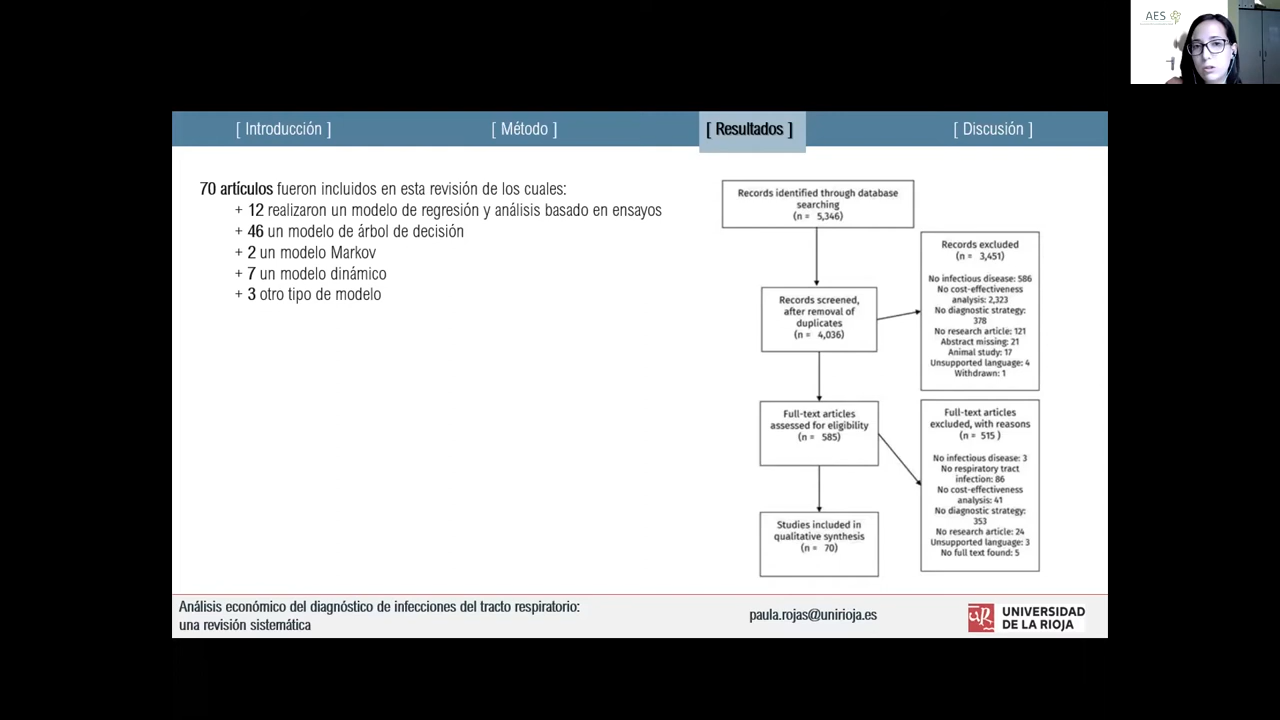 AES
[ Introducción ]
[ Método ]
[ Resultados ]
[ Discusión ]
70 artículos fueron incluidos en esta revisión de los cuales:
+ 12 realizaron un modelo de regresión y análisis basado en ensayos
+ 46 un modelo de árbol de decisión
+ 2 un modelo Markov
+ 7 un modelo dinámico
+ 3 otro tipo de modelo
Records identified through database
searching
(n = 5,346)
Records excluded
(n = 3,451)
No infectious disease: 586
No cost-effectiveness
analysis: 2,323
No diagnostic strategy:
378
No research article: 121
Abstract missing: 21
Animal study: 17
Unsupported language: 4
Withdrawn: 1
Records screened,
after removal of
duplicates
(n = 4,036)
Full-text articles
assessed for eligibility
(n = 585)
Full-text articles
excluded, with reasons
(n = 515 )
No infectious disease: 3
No respiratory tract
infection: 86
No cost-effectiveness
analysis: 41
No diagnostic strategy:
353
No research article: 24
Unsupported language: 3
No full text found: 5
Studies included in
qualitative synthesis
(n = 70)
Análisis económico del diagnóstico de infecciones del tracto respiratorio:
una revisión sistemática
paula.rojas@unirioja.es
UNIVERSIDAD
DE LA RIOJA